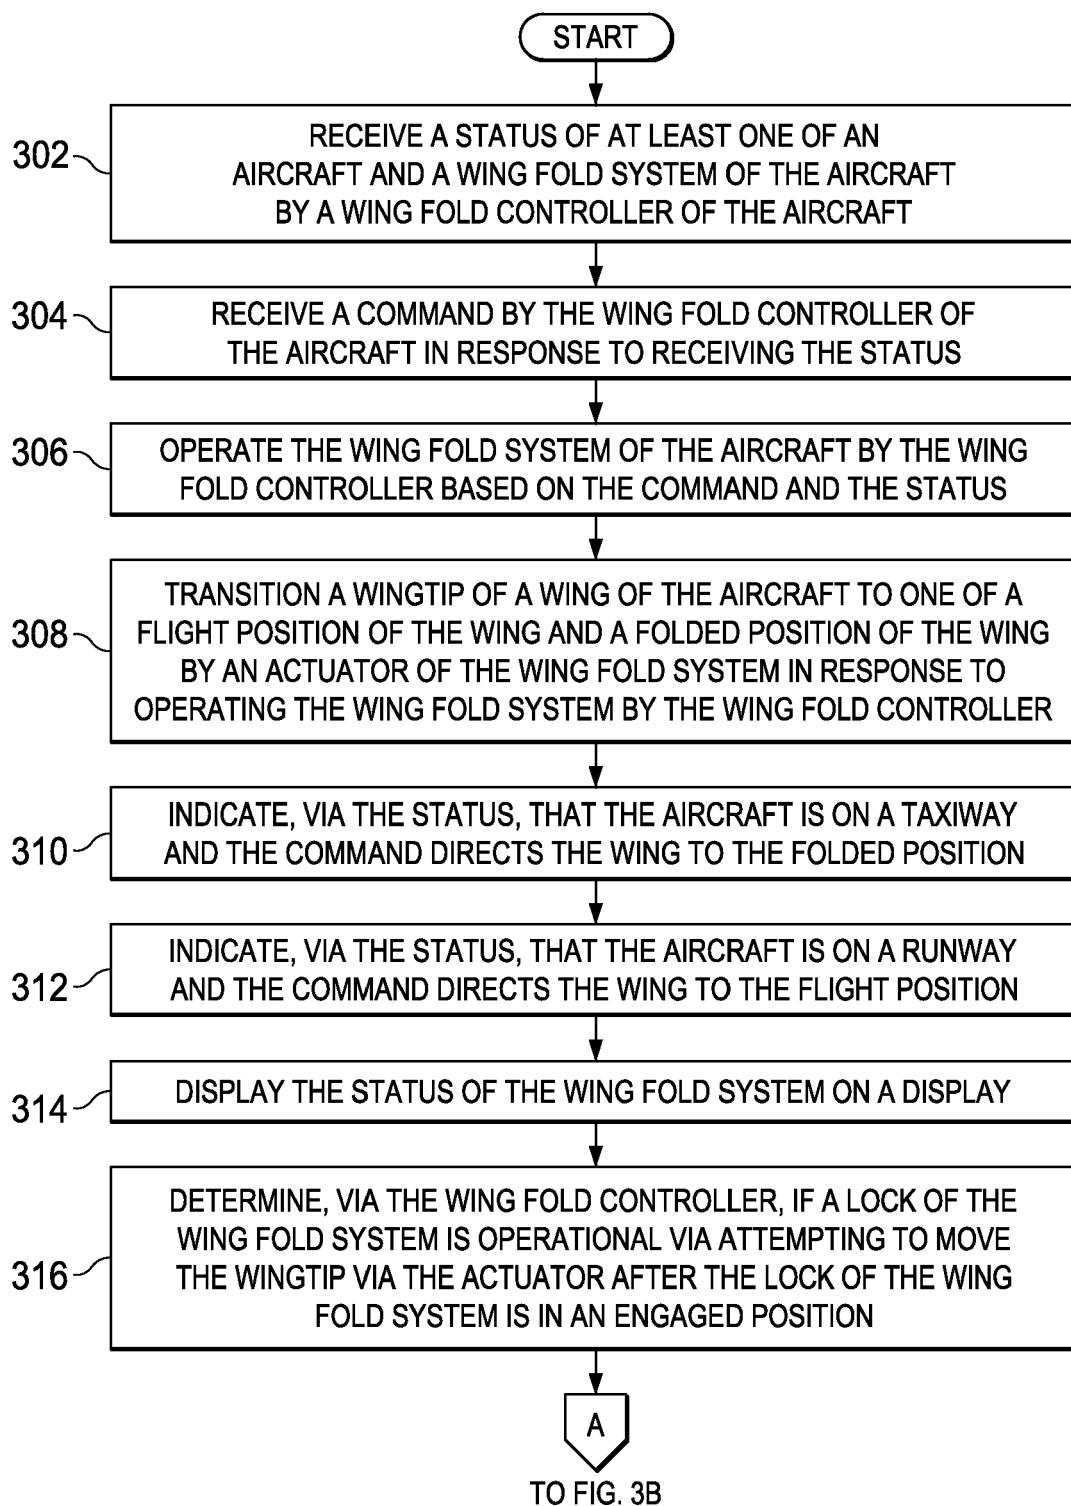 START
302
RECEIVE A STATUS OF AT LEAST ONE OF AN
AIRCRAFT AND A WING FOLD SYSTEM OF THE AIRCRAFT
BY A WING FOLD CONTROLLER OF THE AIRCRAFT
304
RECEIVE A COMMAND BY THE WING FOLD CONTROLLER OF
THE AIRCRAFT IN RESPONSE TO RECEIVING THE STATUS
306
OPERATE THE WING FOLD SYSTEM OF THE AIRCRAFT BY THE WING
FOLD CONTROLLER BASED ON THE COMMAND AND THE STATUS
308
TRANSITION A WINGTIP OF A WING OF THE AIRCRAFT TO ONE OF A
FLIGHT POSITION OF THE WING AND A FOLDED POSITION OF THE WING
BY AN ACTUATOR OF THE WING FOLD SYSTEM IN RESPONSE TO
OPERATING THE WING FOLD SYSTEM BY THE WING FOLD CONTROLLER
310
INDICATE, VIA THE STATUS, THAT THE AIRCRAFT IS ON A TAXIWAY
AND THE COMMAND DIRECTS THE WING TO THE FOLDED POSITION
312
INDICATE, VIA THE STATUS, THAT THE AIRCRAFT IS ON A RUNWAY
AND THE COMMAND DIRECTS THE WING TO THE FLIGHT POSITION
314
DISPLAY THE STATUS OF THE WING FOLD SYSTEM ON A DISPLAY
316
DETERMINE, VIA THE WING FOLD CONTROLLER, IF A LOCK OF THE
WING FOLD SYSTEM IS OPERATIONAL VIA ATTEMPTING TO MOVE
THE WINGTIP VIA THE ACTUATOR AFTER THE LOCK OF THE WING
FOLD SYSTEM IS IN AN ENGAGED POSITION
A
TO FIG. 3B